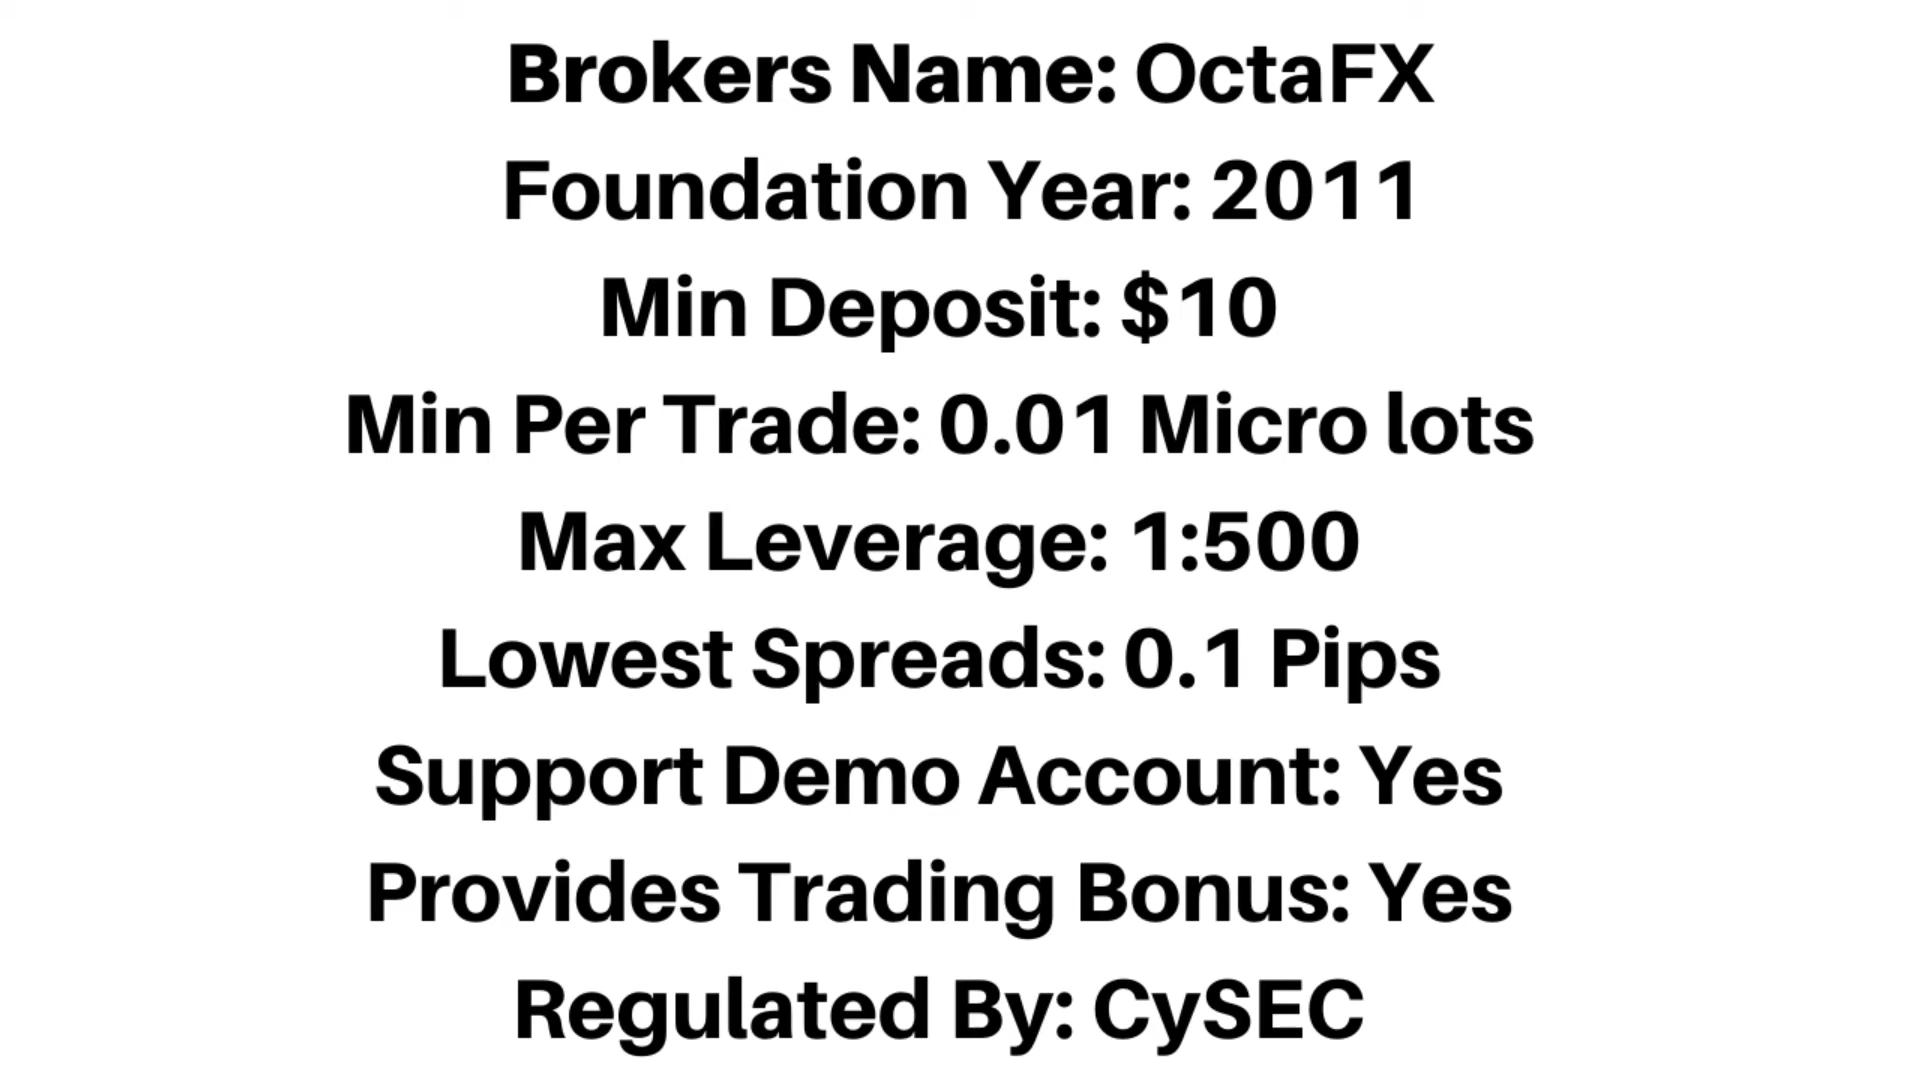 Brokers Name: OctaFX
Foundation Year: 2011
Min Deposit: $10
Min Per Trade: 0.01 Micro lots
Max Leverage: 1:500
Lowest Spreads: 0.1 Pips
Support Demo Account: Yes
Provides Trading Bonus: Yes
Regulated By: CySEC